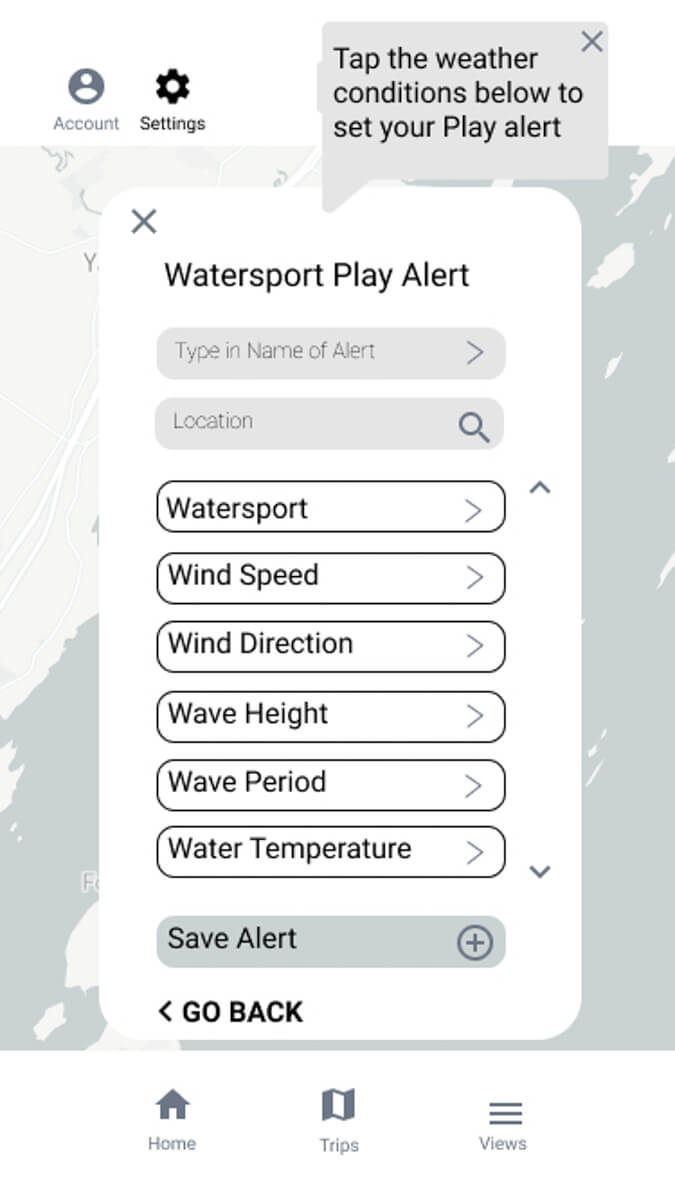 Tap the weather
conditions below to
set your Play alert
Account
Settings
Watersport Play Alert
Type in Name of Alert
Location
Watersport
Wind Speed
Wind Direction
Wave Height
Wave Period
Water Temperature
Save Alert
GO BACK
Home
Trips
Views